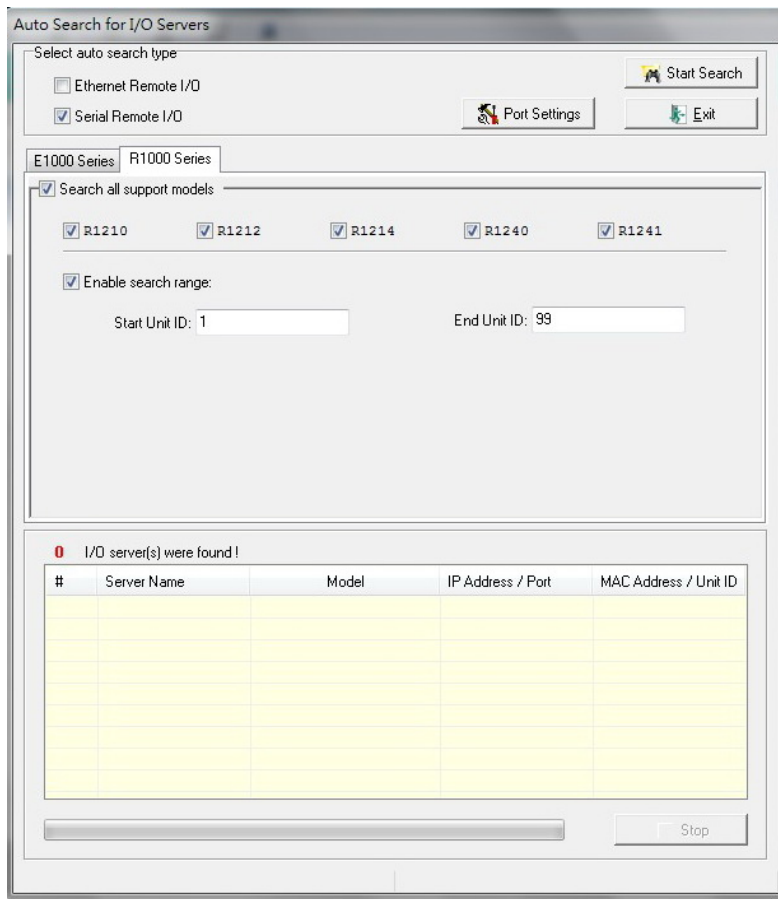 Auto Search for I/O Servers
Select auto search type
Ethernet Remote I/O
Start Search
Serial Remote I/O
Port Settings
Exit
E1000 Series
R1000 Series
Search all support models
R1210
R1212
R1214
R1240
R1241
Enable search range:
Start Unit ID: 1
End Unit ID: 99
0 I/O server(s) were found !
# Server Name Model IP Address / Port MAC Address / Unit ID
Stop